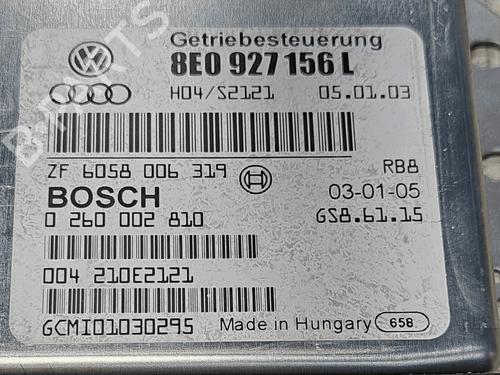 Getriebesteuerung
8E0 927 156 L
H04/S2121 05.01.03
ZF 6058 006 319 RB8
BOSCH 03-01-05
0 260 002 810 GS8.61.15
004 210E2121
GCMI01030295 Made in Hungary 658